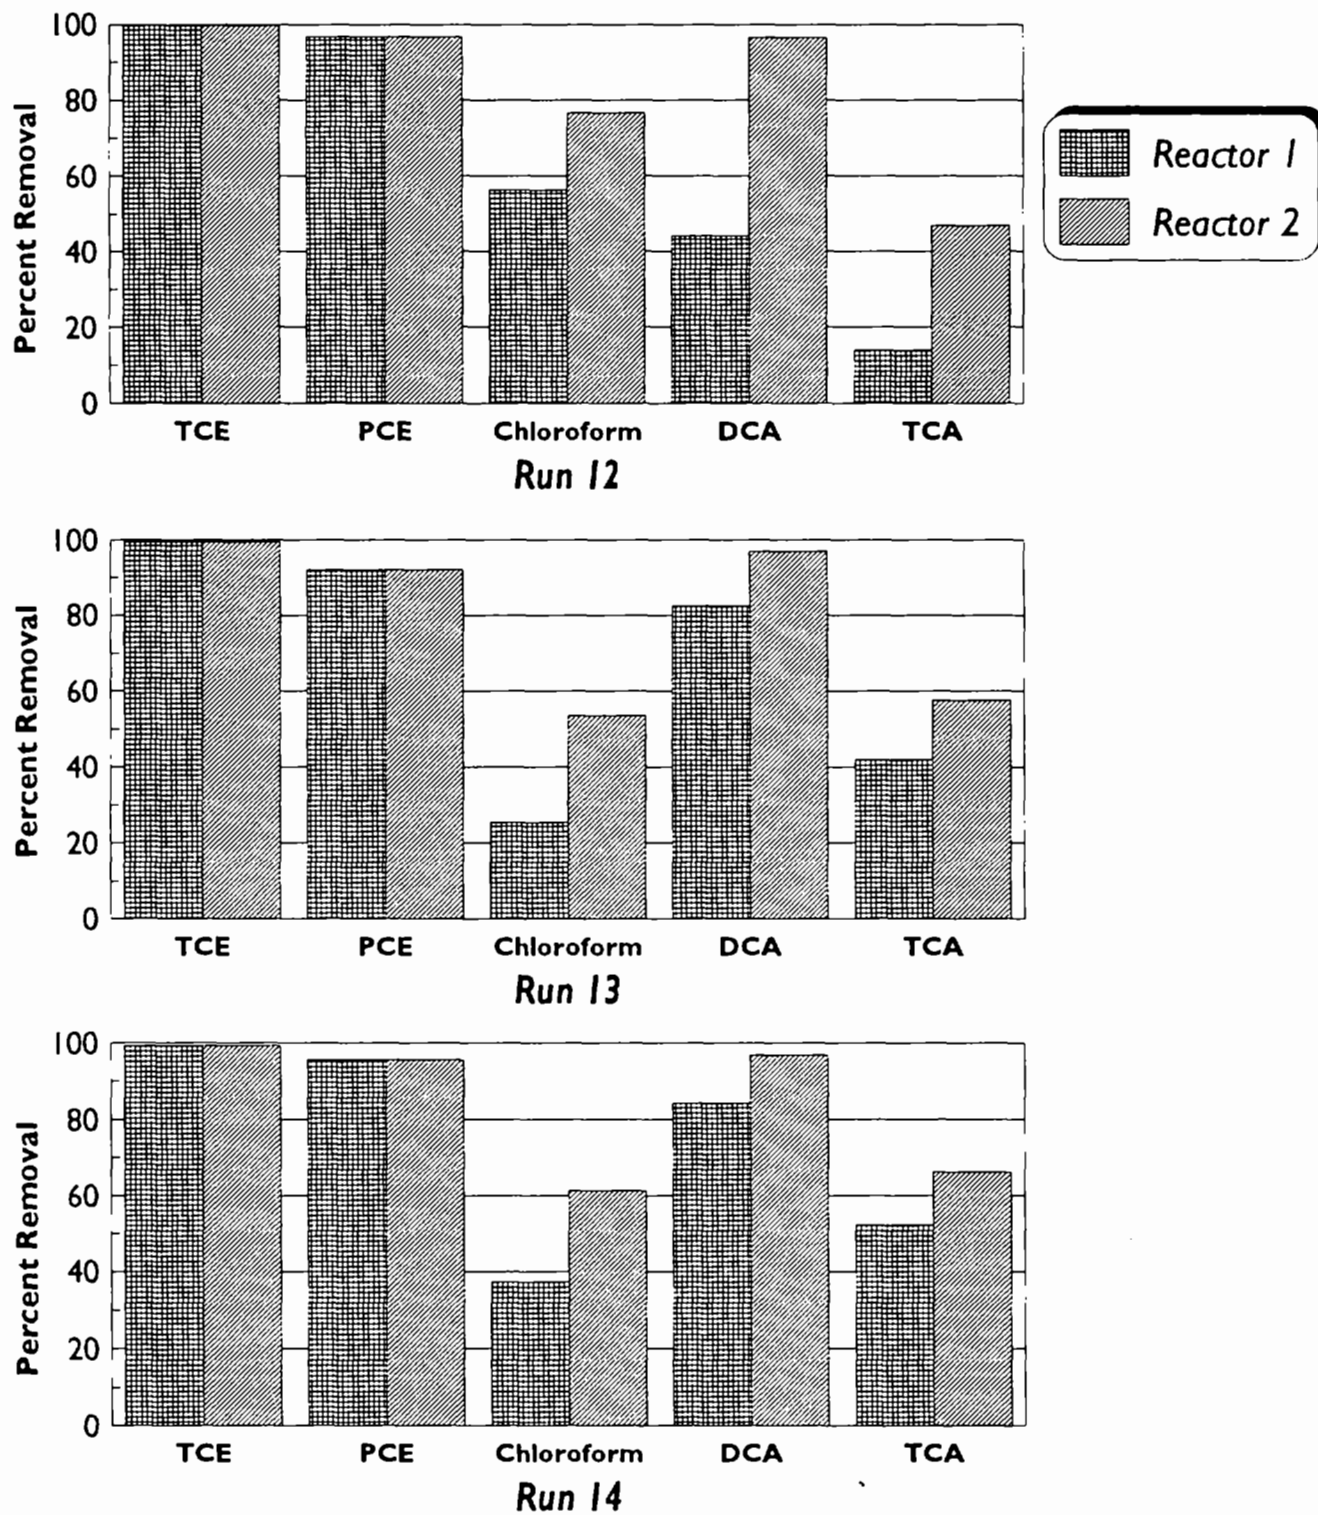 100
80
60
40
20
0
Percent Removal
TCE PCE Chloroform DCA TCA
Run 12
Reactor 1
Reactor 2
100
80
60
40
20
0
Percent Removal
TCE PCE Chloroform DCA TCA
Run 13
100
80
60
40
20
0
Percent Removal
TCE PCE Chloroform DCA TCA
Run 14